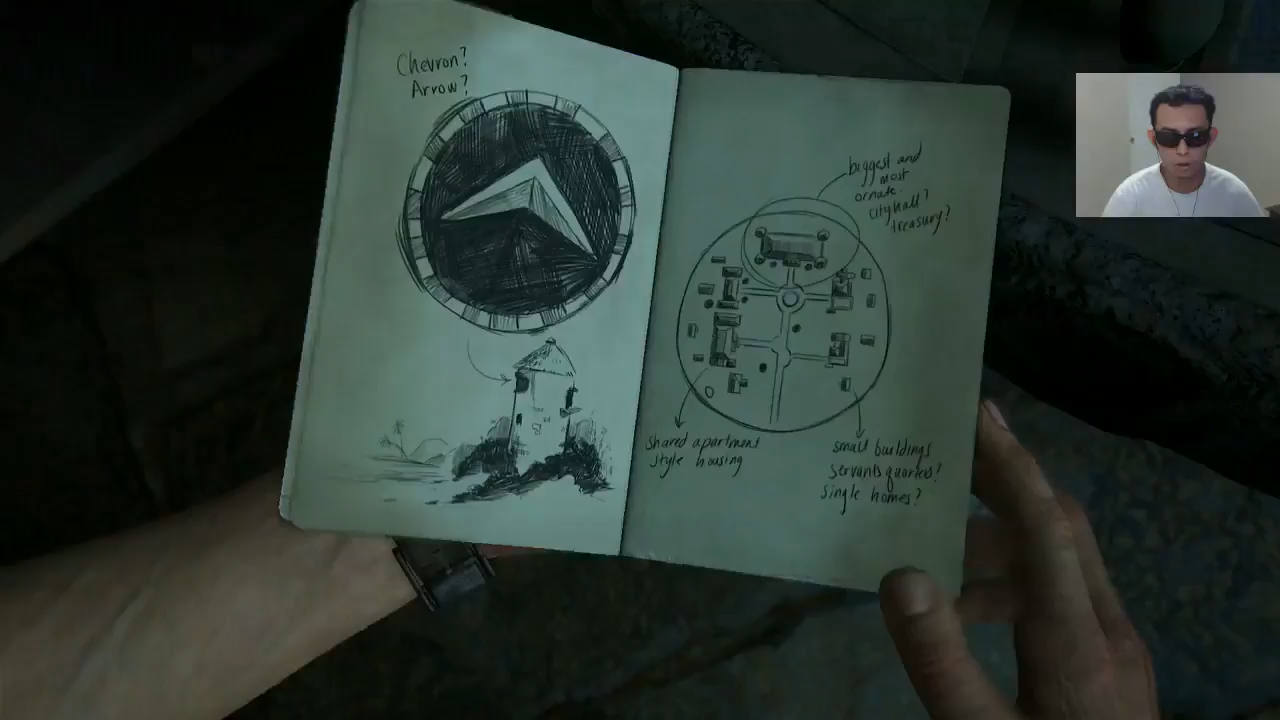 Chevron?
Arrow?
biggest and
most
ornate.
city hall?
treasury?
shared apartment
style housing
small buildings
servants quarters?
single homes?